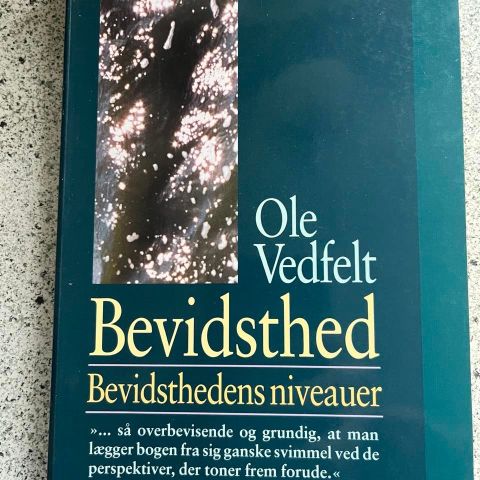 Ole
Vedfelt
Bevidsthed
Bevidsthedens niveauer
»... så overbevisende og grundig, at man
lægger bogen fra sig ganske svimmel ved de
perspektiver, der toner frem forude.«